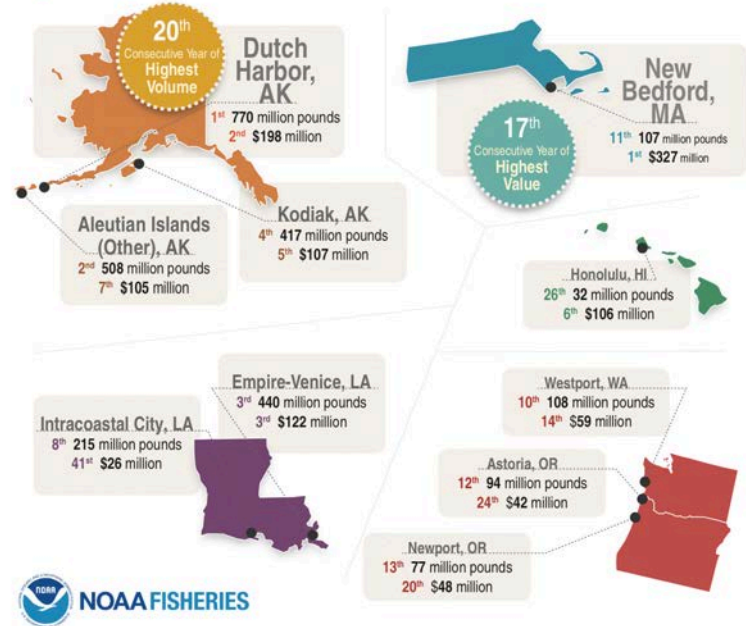 20th
Consecutive Year of
Highest
Volume
Dutch
Harbor,
AK
1st 770 million pounds
2nd $198 million
New
Bedford,
MA
11th 107 million pounds
1st $327 million
17th
Consecutive Year of
Highest
Value
Aleutian Islands
(Other), AK
2nd 508 million pounds
7th $105 million
Kodiak, AK
4th 417 million pounds
5th $107 million
Honolulu, HI
26th 32 million pounds
6th $106 million
Empire-Venice, LA
3rd 440 million pounds
3rd $122 million
Intracoastal City, LA
8th 215 million pounds
41st $26 million
Westport, WA
10th 108 million pounds
14th $59 million
Astoria, OR
12th 94 million pounds
24th $42 million
Newport, OR
13th 77 million pounds
20th $48 million
NOAA
NOAA FISHERIES